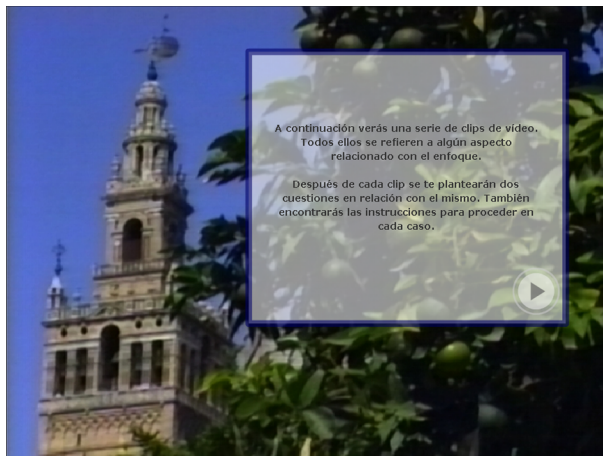 A continuación verás una serie de clips de vídeo.
Todos ellos se refieren a algún aspecto
relacionado con el enfoque.
Después de cada clip se te plantearán dos
cuestiones en relación con el mismo. También
encontrarás las instrucciones para proceder en
cada caso.